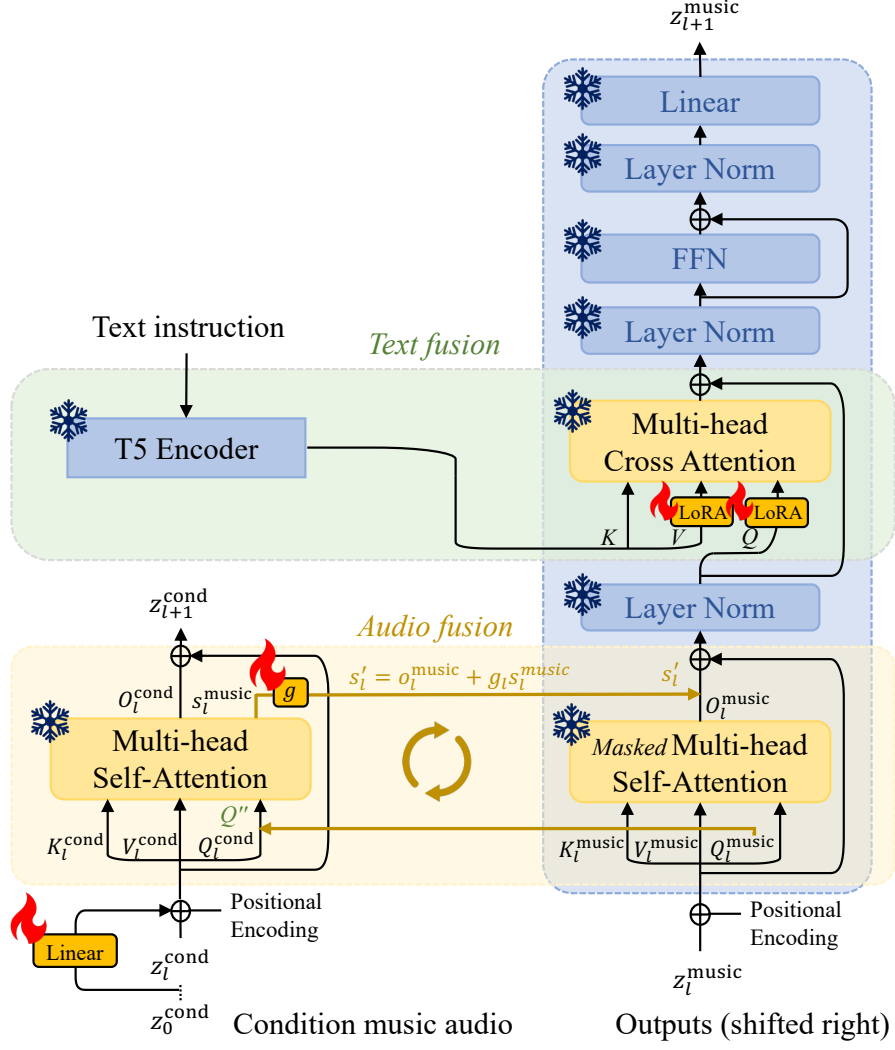 z_{l+1}^{music}
Linear
Layer Norm
FFN
Layer Norm
Text instruction
Text fusion
T5 Encoder
Multi-head
Cross Attention
LoRA
LoRA
K
V
Q
Layer Norm
z_{l+1}^{cond}
Audio fusion
O_l^{cond}
s_l^{music}
g
s_l' = o_l^{music} + g_l s_l^{music}
s_l'
O_l^{music}
Multi-head
Self-Attention
Masked Multi-head
Self-Attention
Q''
K_l^{cond}
V_l^{cond}
Q_l^{cond}
K_l^{music}
V_l^{music}
Q_l^{music}
Linear
Positional
Encoding
Positional
Encoding
z_l^{cond}
z_l^{music}
z_0^{cond}
Condition music audio
Outputs (shifted right)